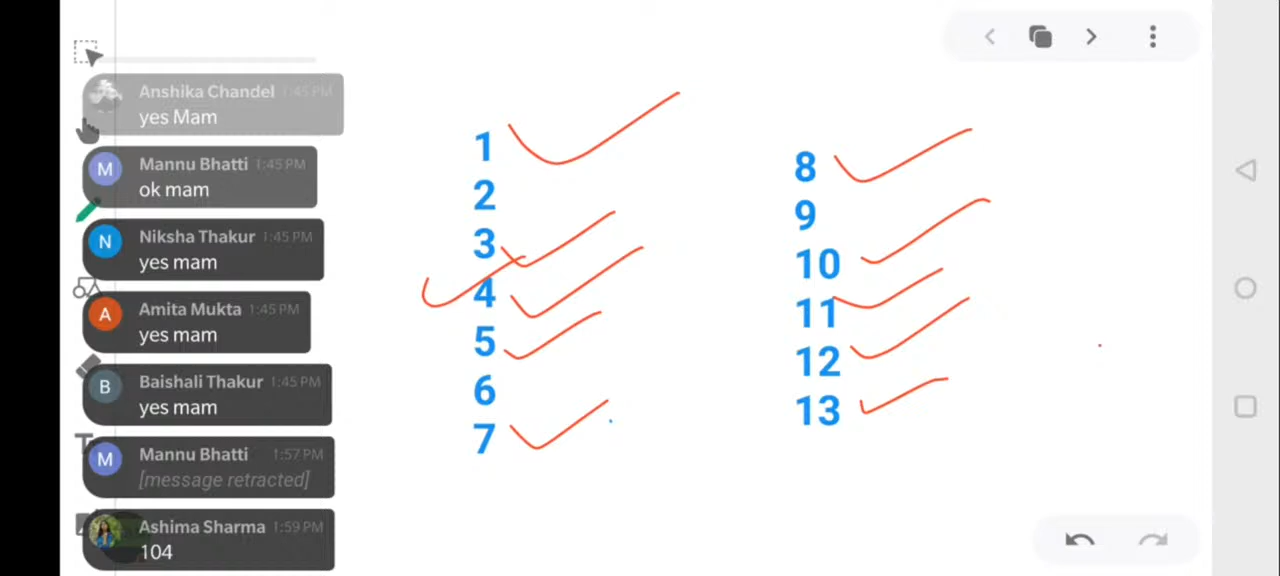 Anshika Chandel 1:45 PM
yes Mam
Mannu Bhatti 1:45 PM
ok mam
Niksha Thakur 1:45 PM
yes mam
Amita Mukta 1:45 PM
yes mam
Baishali Thakur 1:45 PM
yes mam
Mannu Bhatti 1:57 PM
[message retracted]
Ashima Sharma 1:59 PM
104
1
2
3
4
5
6
7
8
9
10
11
12
13